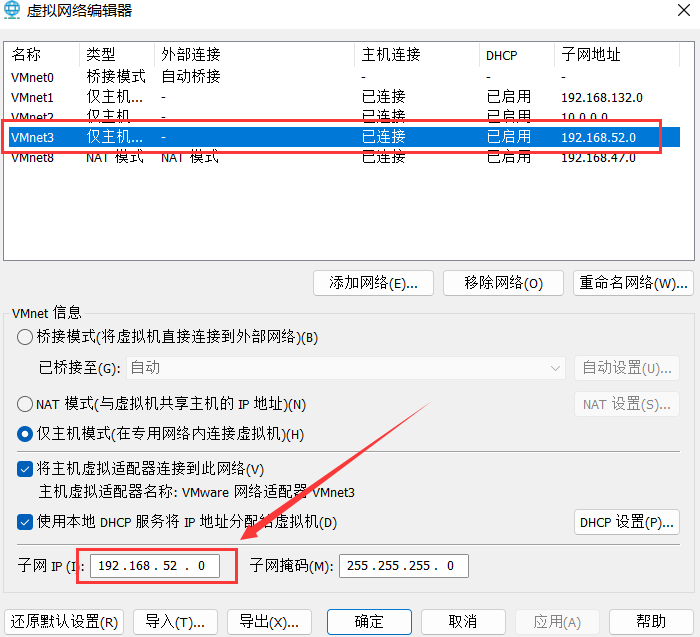 虚拟网络编辑器
名称 类型 外部连接 主机连接 DHCP 子网地址
VMnet0 桥接模式 自动桥接 - - -
VMnet1 仅主机... - 已连接 已启用 192.168.132.0
VMnet2 仅主机... - 已连接 已启用 10.0.0.0
VMnet3 仅主机... - 已连接 已启用 192.168.52.0
VMnet8 NAT 模式 NAT 模式 已连接 已启用 192.168.47.0
添加网络(E)... 移除网络(O) 重命名网络(W)...
VMnet 信息
桥接模式(将虚拟机直接连接到外部网络)(B)
已桥接至(G): 自动 自动设置(U)...
NAT 模式(与虚拟机共享主机的 IP 地址)(N) NAT 设置(S)...
仅主机模式(在专用网络内连接虚拟机)(H)
将主机虚拟适配器连接到此网络(V)
主机虚拟适配器名称: VMware 网络适配器 VMnet3
使用本地 DHCP 服务将 IP 地址分配给虚拟机(D) DHCP 设置(P)...
子网 IP (I): 192.168.52.0 子网掩码(M): 255.255.255.0
还原默认设置(R) 导入(T)... 导出(X)... 确定 取消 应用(A) 帮助